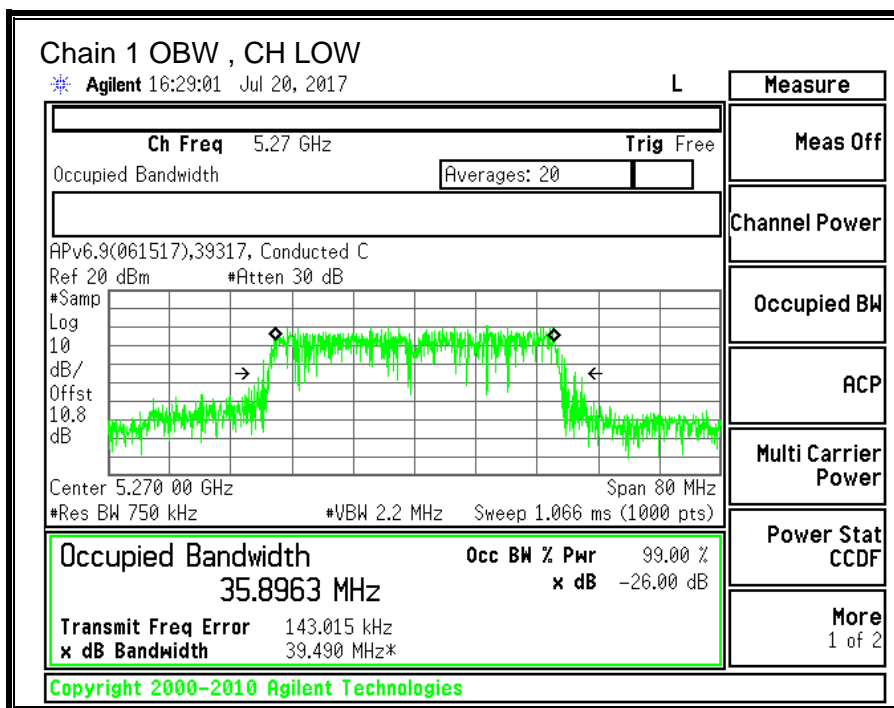 Chain 1 OBW , CH LOW
Agilent 16:29:01 Jul 20, 2017 L
Measure
Ch Freq 5.27 GHz Trig Free
Meas Off
Occupied Bandwidth Averages: 20
Channel Power
APv6.9(061517),39317, Conducted C
Ref 20 dBm #Atten 30 dB
#Samp
Log
10
dB/
Offst
10.8
dB
Occupied BW
ACP
Center 5.270 00 GHz Span 80 MHz
#Res BW 750 kHz #VBW 2.2 MHz Sweep 1.066 ms (1000 pts)
Multi Carrier
Power
Occupied Bandwidth Occ BW % Pwr 99.00 %
35.8963 MHz x dB -26.00 dB
Power Stat
CCDF
Transmit Freq Error 143.015 kHz
x dB Bandwidth 39.490 MHz*
More
1 of 2
Copyright 2000-2010 Agilent Technologies